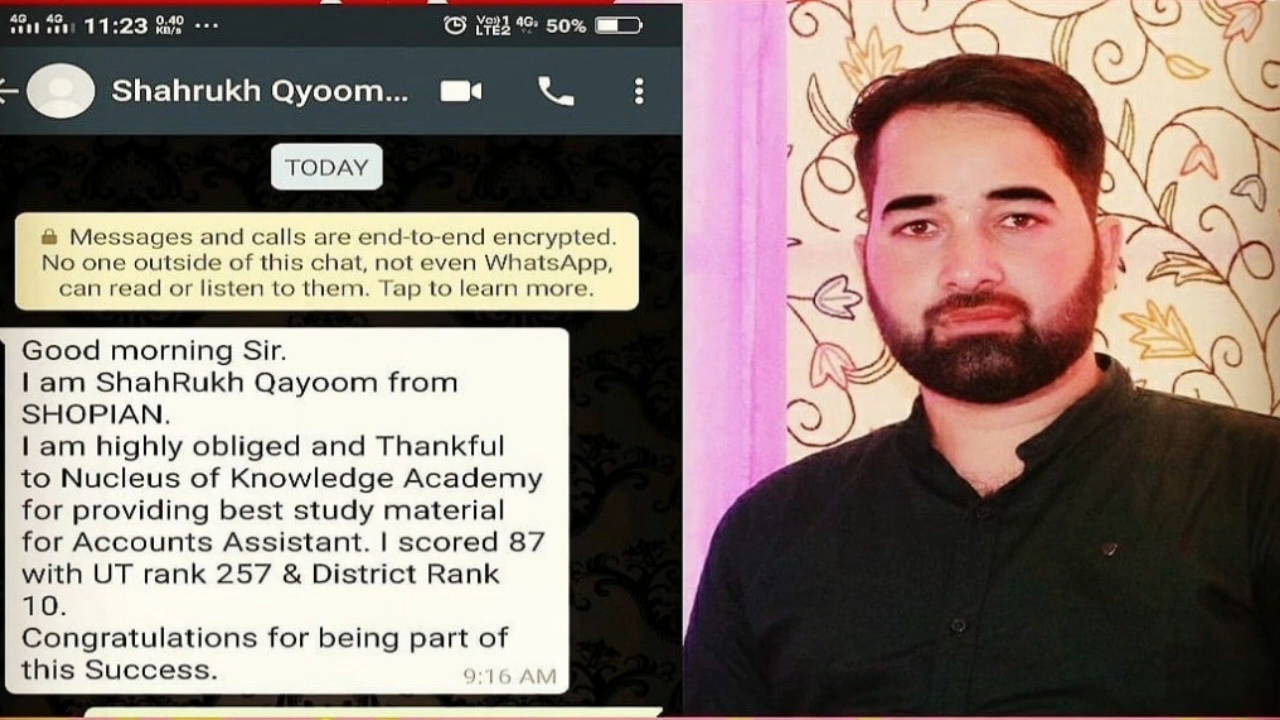 4G 4G 11:23 0.40 KB/s ... Vo))1 LTE2 4G 50%
Shahrukh Qyoom...
TODAY
Messages and calls are end-to-end encrypted.
No one outside of this chat, not even WhatsApp,
can read or listen to them. Tap to learn more.
Good morning Sir.
I am ShahRukh Qayoom from
SHOPIAN.
I am highly obliged and Thankful
to Nucleus of Knowledge Academy
for providing best study material
for Accounts Assistant. I scored 87
with UT rank 257 & District Rank
10.
Congratulations for being part of
this Success.
9:16 AM